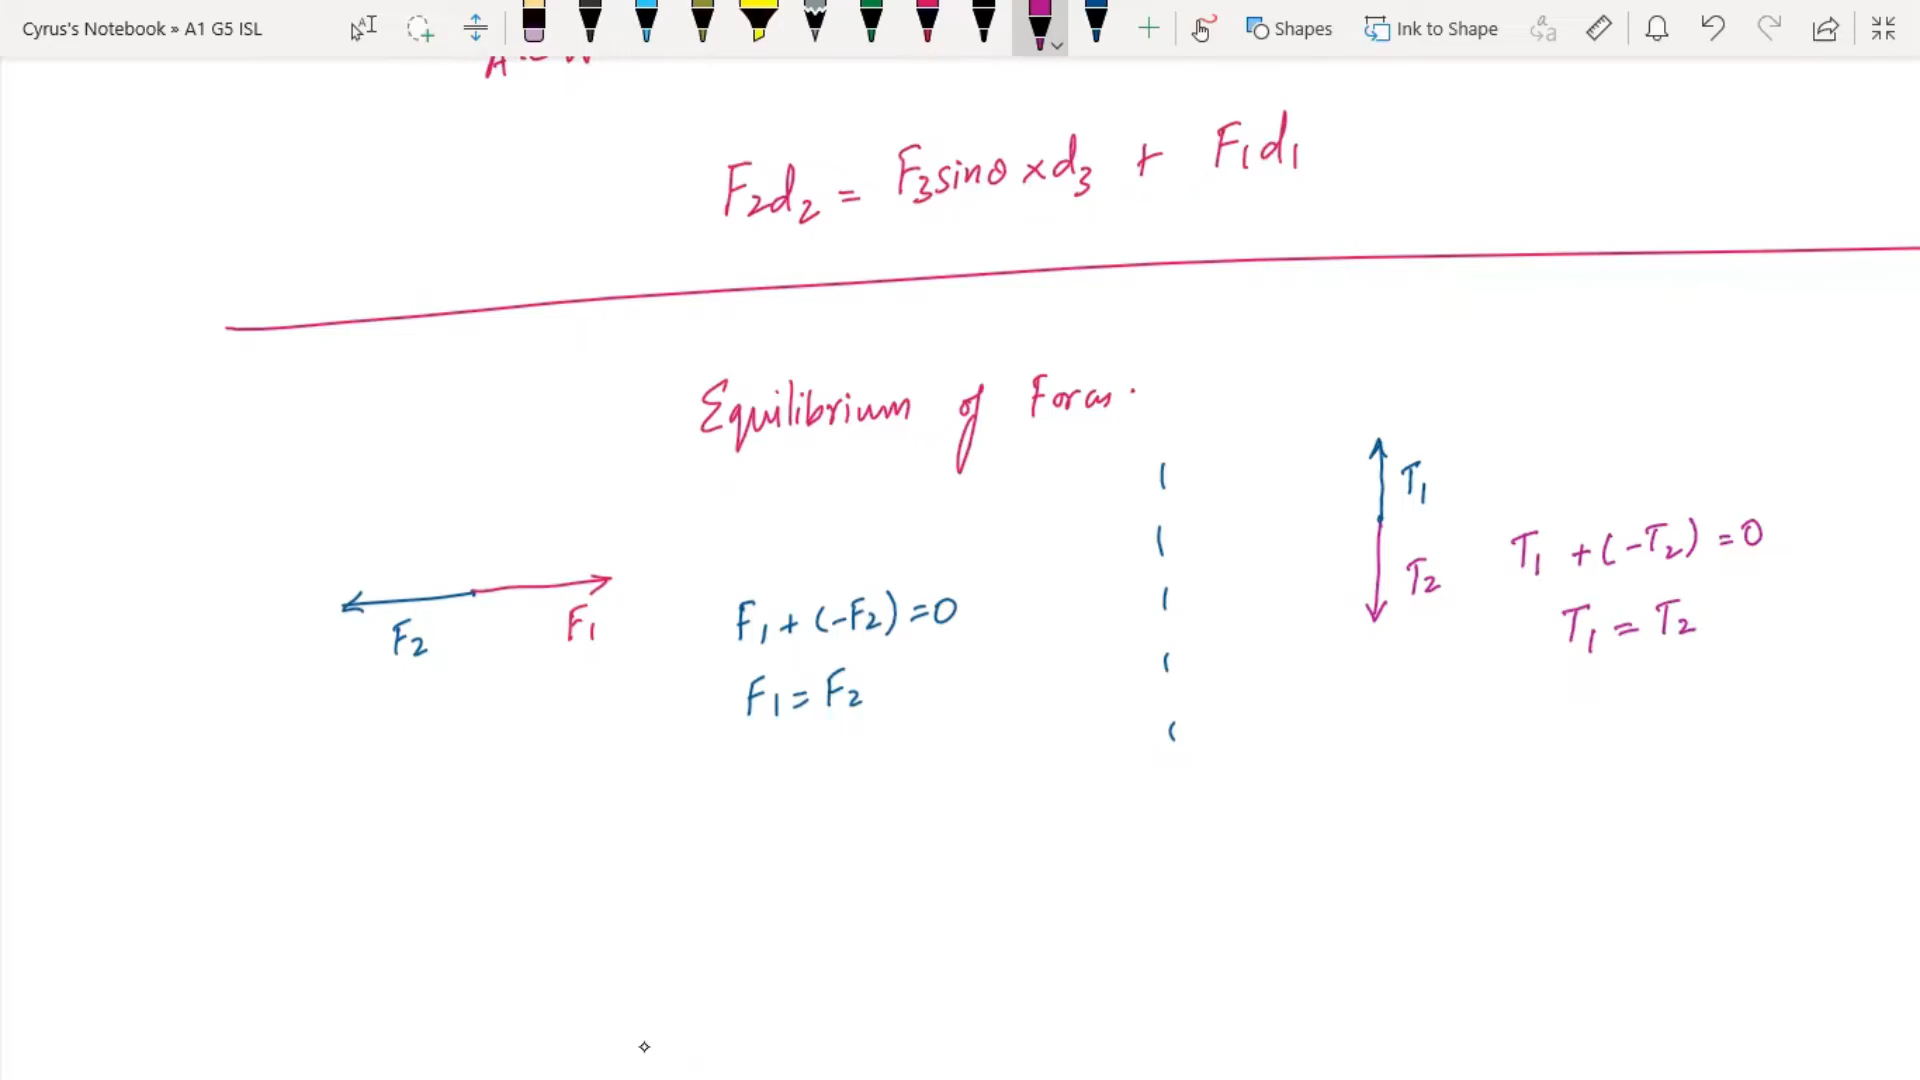 Cyrus's Notebook » A1 G5 ISL
Shapes
Ink to Shape
F₂d₂ = F₃sinθ × d₃ + F₁d₁
Equilibrium of Forces.
T₁
T₂
T₁ + (-T₂) = 0
T₁ = T₂
F₂
F₁
F₁ + (-F₂) = 0
F₁ = F₂